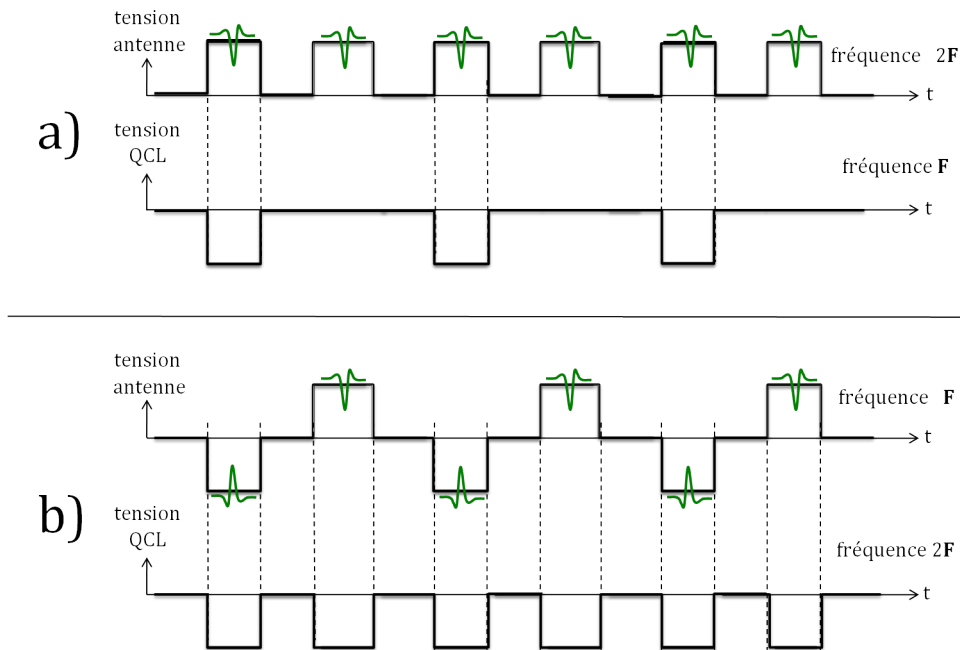 tension
antenne
fréquence 2F
t
a)
tension
QCL
fréquence F
t
tension
antenne
fréquence F
t
b)
tension
QCL
fréquence 2F
t